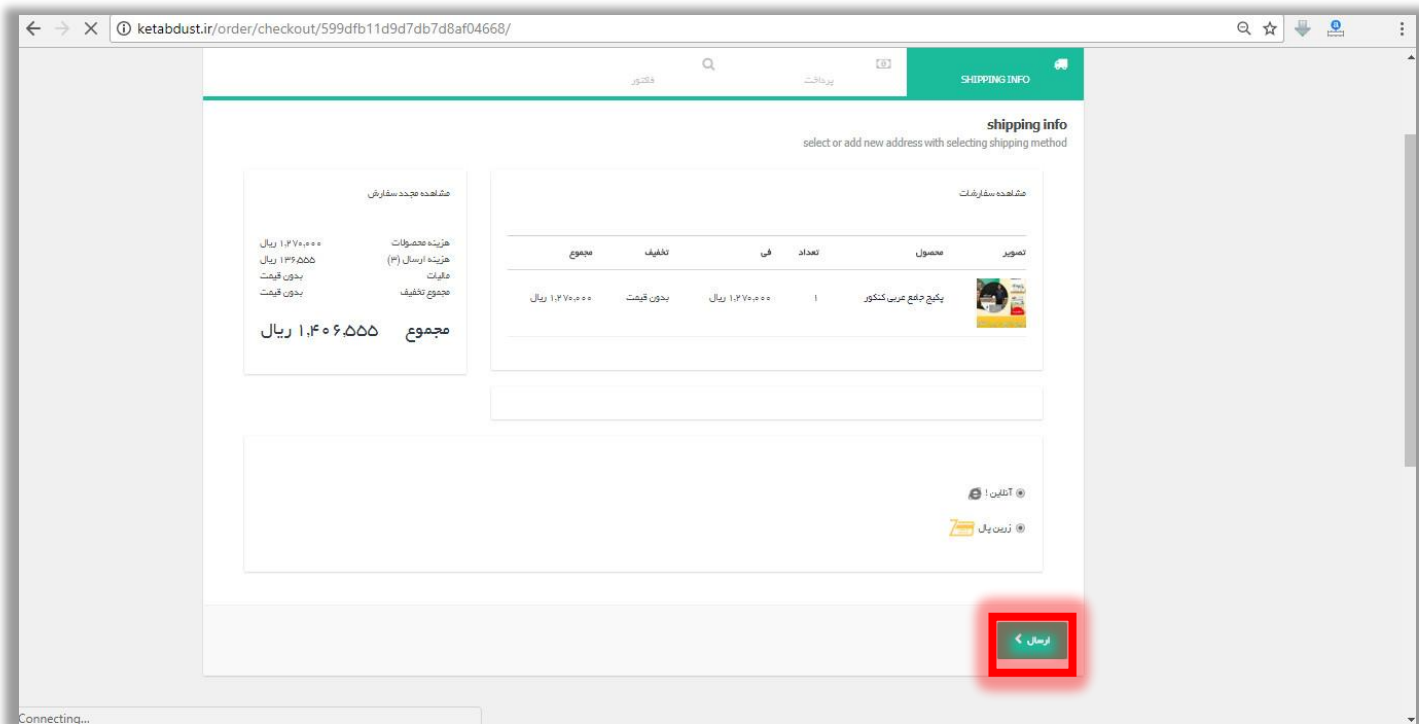 ketabdust.ir/order/checkout/599dfb11d9d7db7d8af04668/
SHIPPING INFO
پرداخت
فاکتور
shipping info
select or add new address with selecting shipping method
مشاهده سفارشات
تصویر محصول تعداد فی تخفیف مجموع
پکیج جامع عربی کنکور ۱ ۱,۲۷۰,۰۰۰ ریال بدون قیمت ۱,۲۷۰,۰۰۰ ریال
مشاهده مجدد سفارش
هزینه محصولات ۱,۲۷۰,۰۰۰ ریال
هزینه ارسال (۳) ۱۳۶,۵۵۵ ریال
مالیات بدون قیمت
مجموع تخفیف بدون قیمت
مجموع ۱,۴۰۶,۵۵۵ ریال
آنلاین !
زرین پال
ارسال
Connecting...